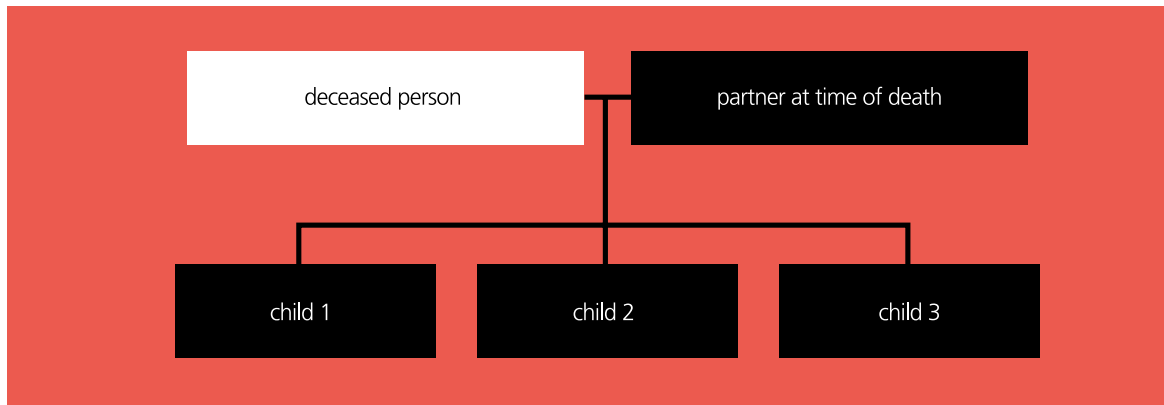 deceased person
partner at time of death
child 1
child 2
child 3